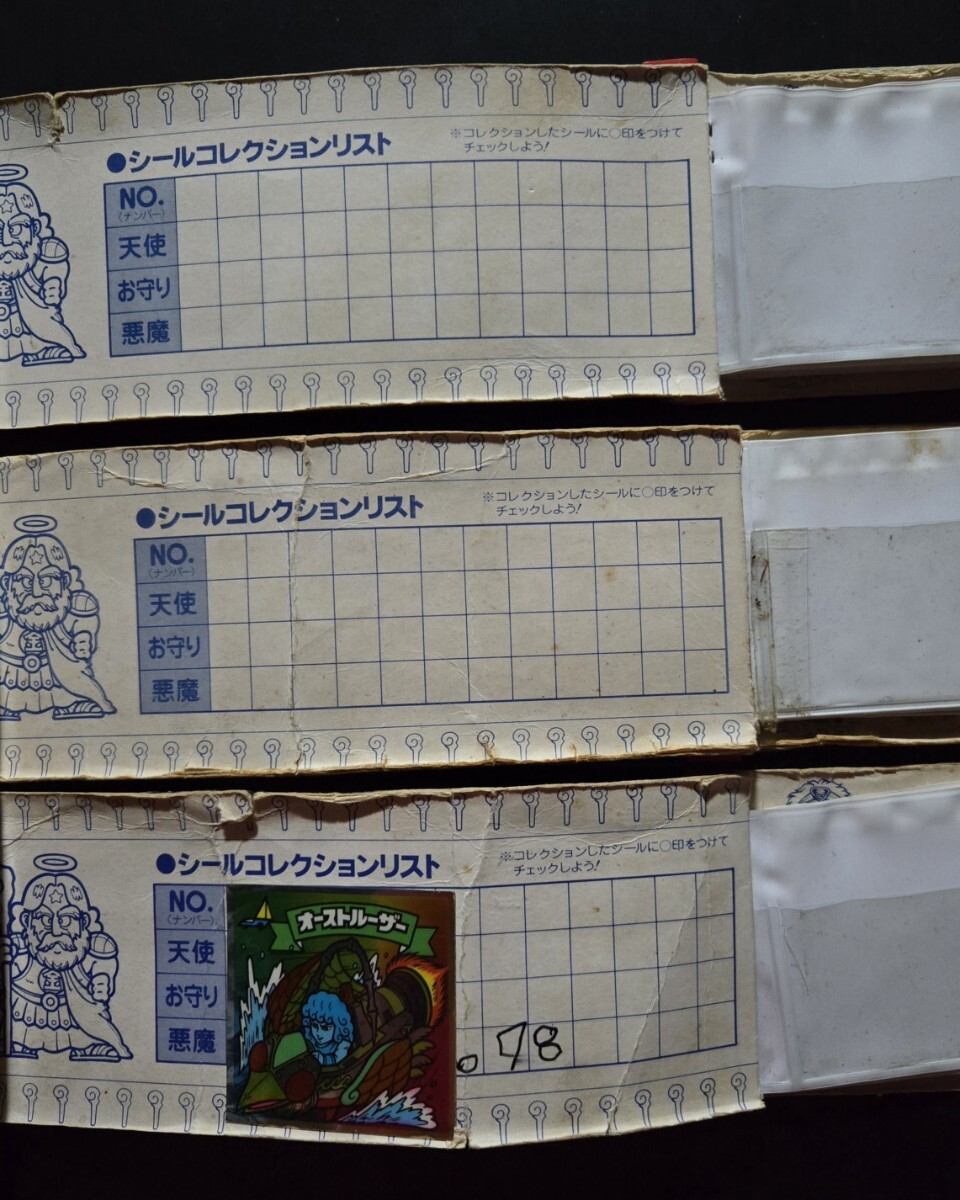 ●シールコレクションリスト
※コレクションしたシールに○印をつけて
チェックしよう!
NO.
(ナンバー)
天使
お守り
悪魔
●シールコレクションリスト
※コレクションしたシールに○印をつけて
チェックしよう!
NO.
(ナンバー)
天使
お守り
悪魔
●シールコレクションリスト
※コレクションしたシールに○印をつけて
チェックしよう!
NO.
(ナンバー)
天使
お守り
悪魔
オーストルーザー
。78